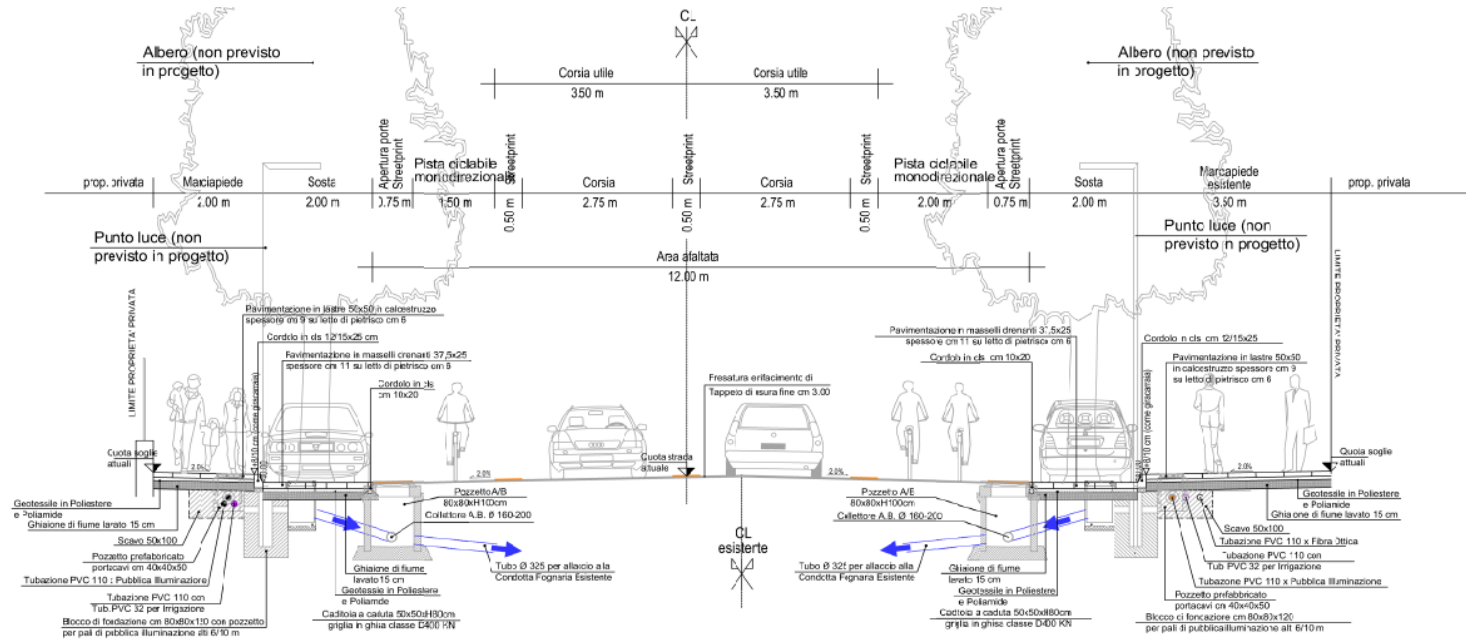 CL
Albero (non previsto
in progetto)
Albero (non previsto
in progetto)
Corsia utile
Corsia utile
3.50 m
3.50 m
Apertura porte
Streetprint
Pista ciclabile
monodirezionale
Streetprint
Streetprint
Streetprint
Pista ciclabile
monodirezionale
Apertura porte
Streetprint
prop. privata
Marciapiede
Sosta
Corsia
Corsia
Sosta
Marciapiede
esistente
prop. privata
2.00 m
2.00 m
0.75 m
1.50 m
0.50 m
2.75 m
0.50 m
2.75 m
0.50 m
2.00 m
0.75 m
2.00 m
3.50 m
Punto luce (non
previsto in progetto)
Area afaltata
12.00 m
Punto luce (non
previsto in progetto)
LIMITE PROPRIETA' PRIVATA
LIMITE PROPRIETA' PRIVATA
Pavimentazione in lastre 50x50 in calcestruzzo
spessore cm 9 su letto di pietrisco cm 6
Cordolo in cls 12/15x25 cm
Pavimentazione in masselli drenanti 37,5x25
spessore cm 11 su letto di pietrisco cm 6
Cordolo in cls
cm 10x20
Fresatura erifacimento di
Tappeto di usura fine cm 3.00
Pavimentazione in masselli drenanti 37,5x25
spessore cm 11 su letto di pietrisco cm 6
Cordolo in cls cm 10x20
Cordolo in cls cm 12/15x25
Pavimentazione in lastre 50x50
in calcestruzzo spessore cm 9
su letto di pietrisco cm 6
Quota soglie
attuali
2.0%
2.0%
Quota strada
attuale
2.0%
2.0%
Quota soglie
attuali
Geotessile in Poliestere
e Poliamide
Ghiaione di fiume larato 15 cm
Scavo 50x100
Pozzetto prefabricato
portacavi cm 40x40x50
Tubazione PVC 110 : Pubblica Illuminazione
Tubazione PVC 110 cm
Tub.PVC 32 per Irrigazione
Blocco di fondazione cm 80x80x130 con pozzetto
per pali di pubblica illuminazione alti 6/10 m
Pozzetto A/B
80x80xH100cm
Collettore A.B. Ø 160-200
Tubo Ø 325 per allaccio alla
Condotta Fognaria Esistente
Ghiaione di fiume
lavato 15 cm
Geotessie in Poliestere
e Poliamide
Caditoia a caduta 50x50xH80cm
griglia in ghisa classe D400 KN
CL
esistente
Pozzetto A/E
80x80xH100cm
Collettore A.B. Ø 160-200
Tubo Ø 325 per allaccio alla
Condotta Fognaria Esistente
Ghiaione di fiume
lavato 15 cm
Geotessile in Poliestere
e Poliamide
Caditoia a caduta 50x50xH80cm
griglia in ghisa classe D400 KN
Geotessile in Poliestere
e Poliamide
Ghiaione di fiume lavato 15 cm
Scavo 50x100
Tubazione PVC 110 x Fibra Ottica
Tubazione PVC 110 cm
Tub PVC 32 per Irrigazione
Tubazione PVC 110 x Pubblica Illuminazione
Pozzetto prefabbricato
portacavi cm 40x40x50
Blocco di fondazione cm 80x80x120
per pali di pubblicailluminazione alti 6/10 m